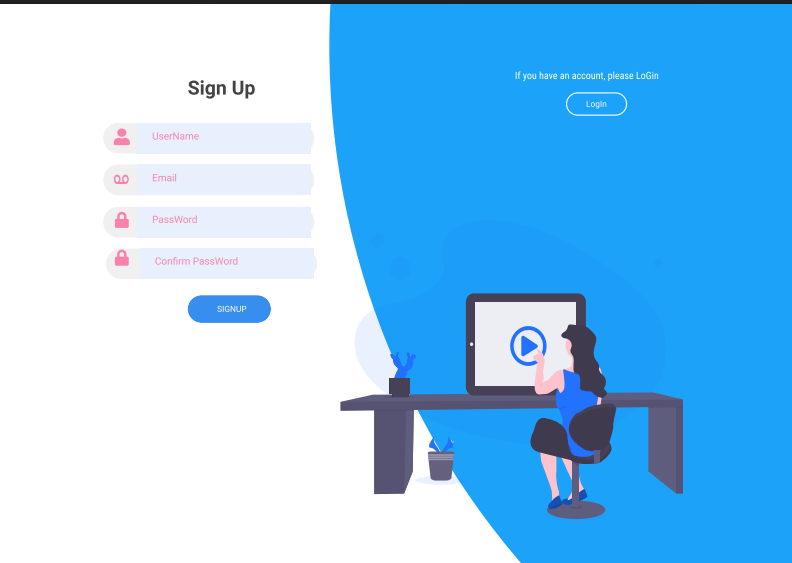 Sign Up
UserName
Email
PassWord
Confirm PassWord
SIGNUP
If you have an account, please LoGin
Login